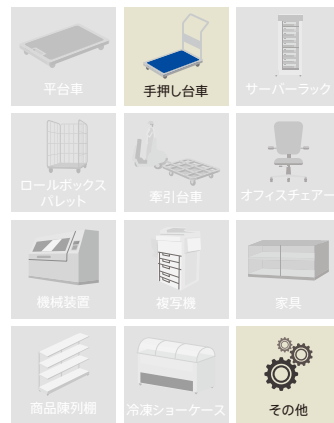 平台車
手押し台車
サーバーラック
ロールボックス
パレット
牽引台車
オフィスチェアー
機械装置
複写機
家具
商品陳列棚
冷凍ショーケース
その他